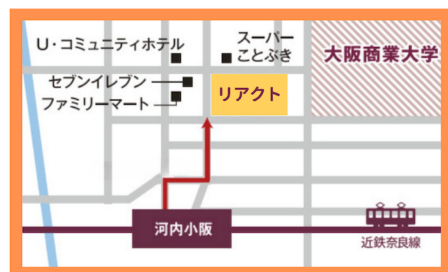 U・コミュニティホテル
スーパー
ことぶき
大阪商業大学
セブンイレブン
ファミリーマート
リアクト
河内小阪
近鉄奈良線